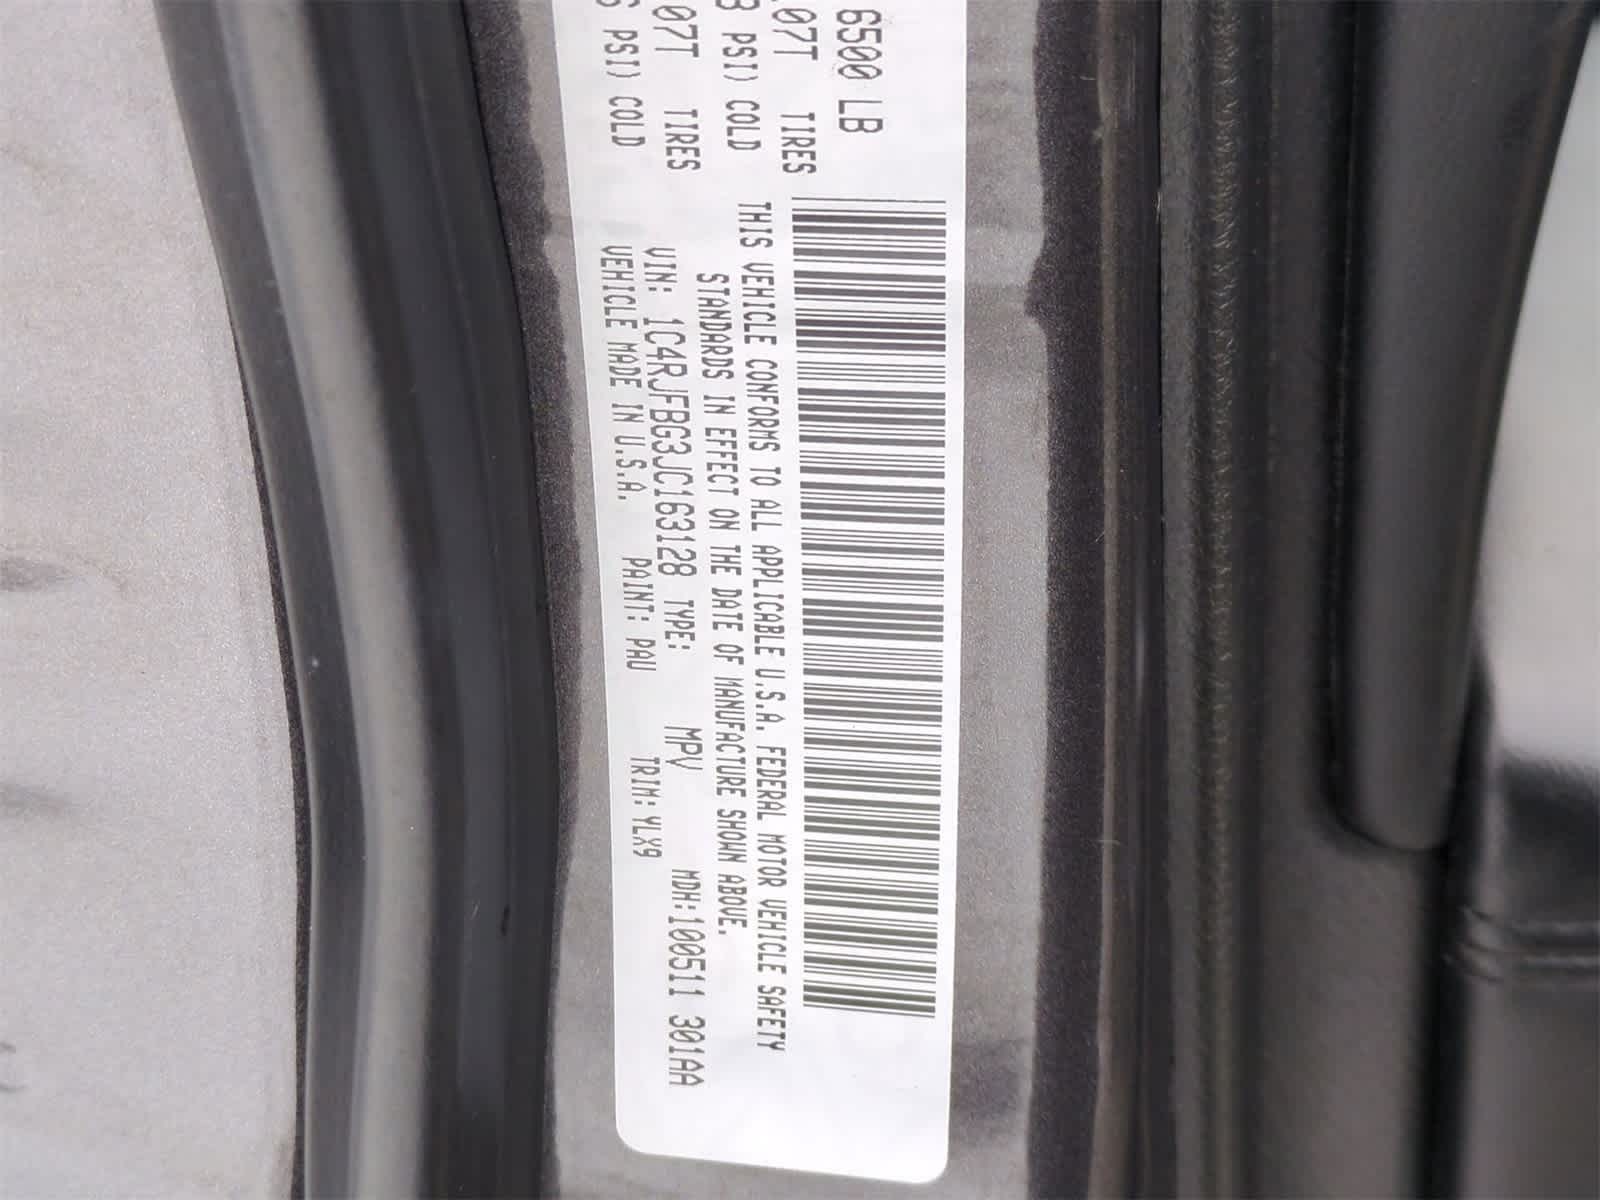 6500 LB
07T TIRES
PSI) COLD
07T TIRES
PSI) COLD
THIS VEHICLE CONFORMS TO ALL APPLICABLE U.S.A. FEDERAL MOTOR VEHICLE SAFETY
STANDARDS IN EFFECT ON THE DATE OF MANUFACTURE SHOWN ABOVE.
VIN: 1C4RJFBG3JC163128 TYPE: MPV MDH:100511 301AA
VEHICLE MADE IN U.S.A. PAINT: PAU TRIM: YLX9